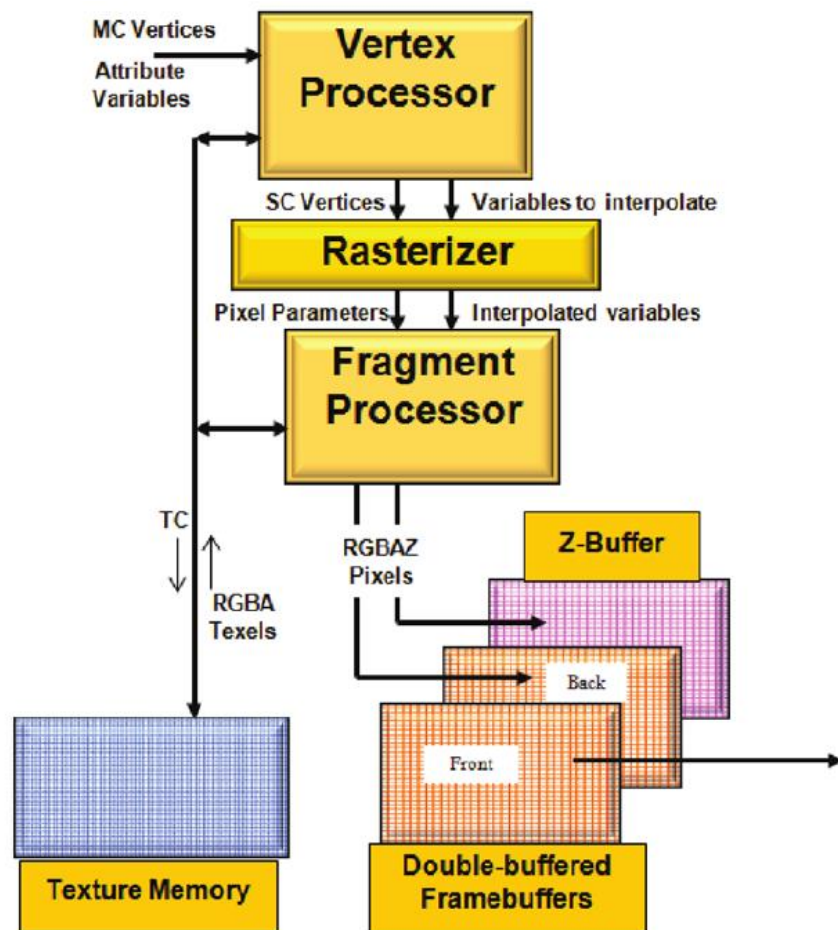 MC Vertices
Attribute
Variables
Vertex
Processor
SC Vertices
Variables to interpolate
Rasterizer
Pixel Parameters
Interpolated variables
Fragment
Processor
TC
RGBA
Texels
RGBAZ
Pixels
Z-Buffer
Back
Front
Texture Memory
Double-buffered
Framebuffers